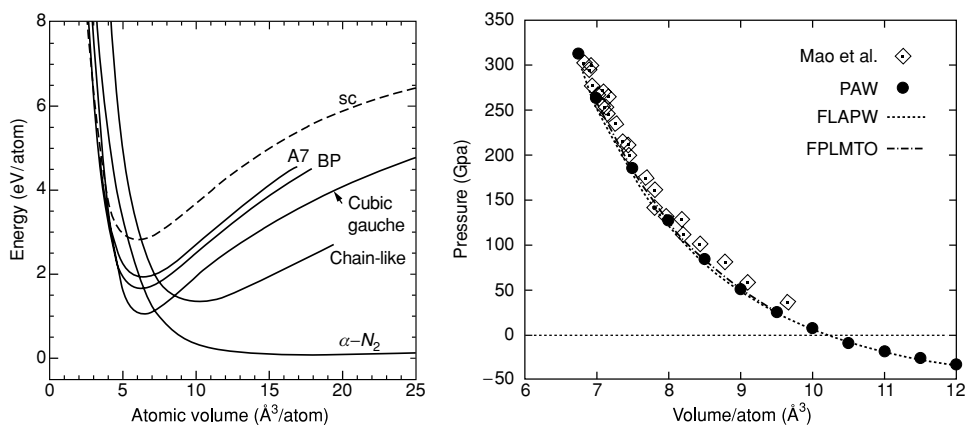 Energy (eV/atom)
8
6
4
2
0
sc
A7
BP
Cubic
gauche
Chain-like
α–N₂
0 5 10 15 20 25
Atomic volume (Å³/atom)
Pressure (Gpa)
350
300
250
200
150
100
50
0
−50
Mao et al.
PAW
FLAPW
FPLMTO
6 7 8 9 10 11 12
Volume/atom (Å³)